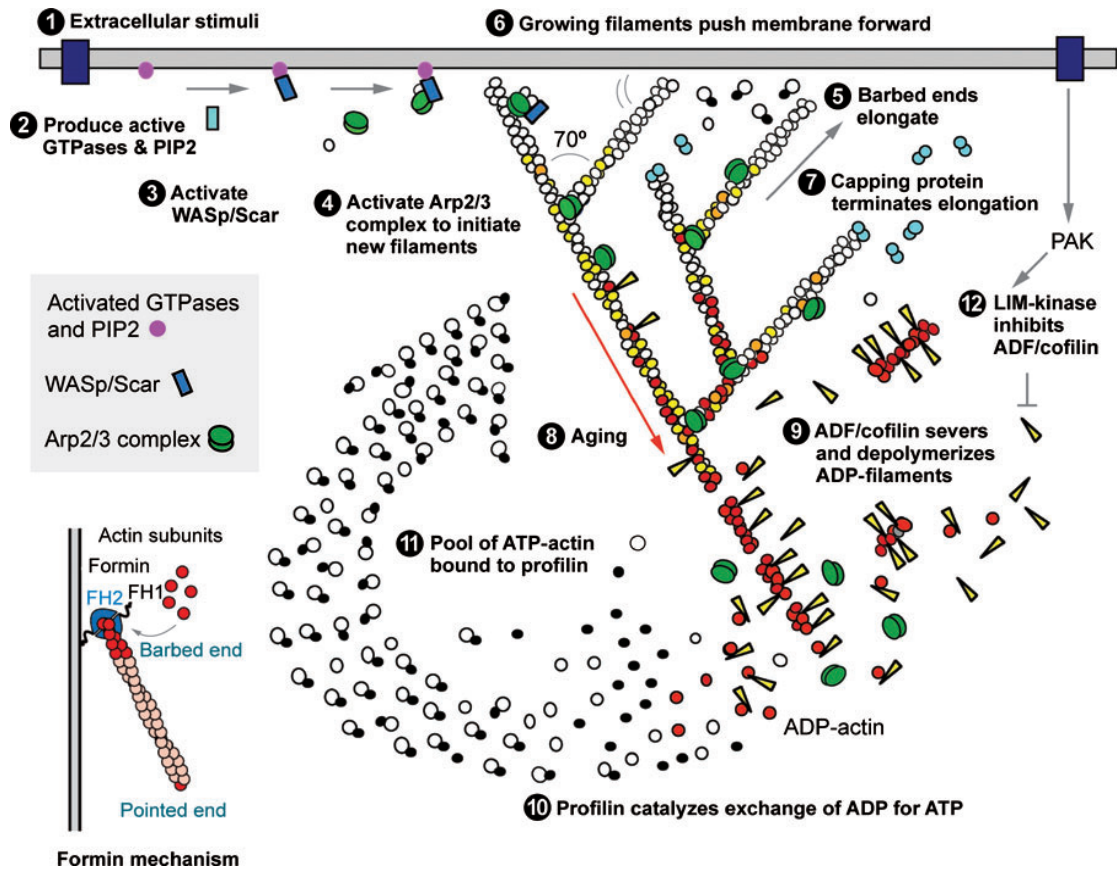 1 Extracellular stimuli
6 Growing filaments push membrane forward
2 Produce active
GTPases & PIP2
3 Activate
WASp/Scar
4 Activate Arp2/3
complex to initiate
new filaments
70º
5 Barbed ends
elongate
7 Capping protein
terminates elongation
PAK
12 LIM-kinase
inhibits
ADF/cofilin
Activated GTPases
and PIP2
WASp/Scar
Arp2/3 complex
8 Aging
9 ADF/cofilin severs
and depolymerizes
ADP-filaments
11 Pool of ATP-actin
bound to profilin
ADP-actin
10 Profilin catalyzes exchange of ADP for ATP
Actin subunits
Formin
FH2
FH1
Barbed end
Pointed end
Formin mechanism